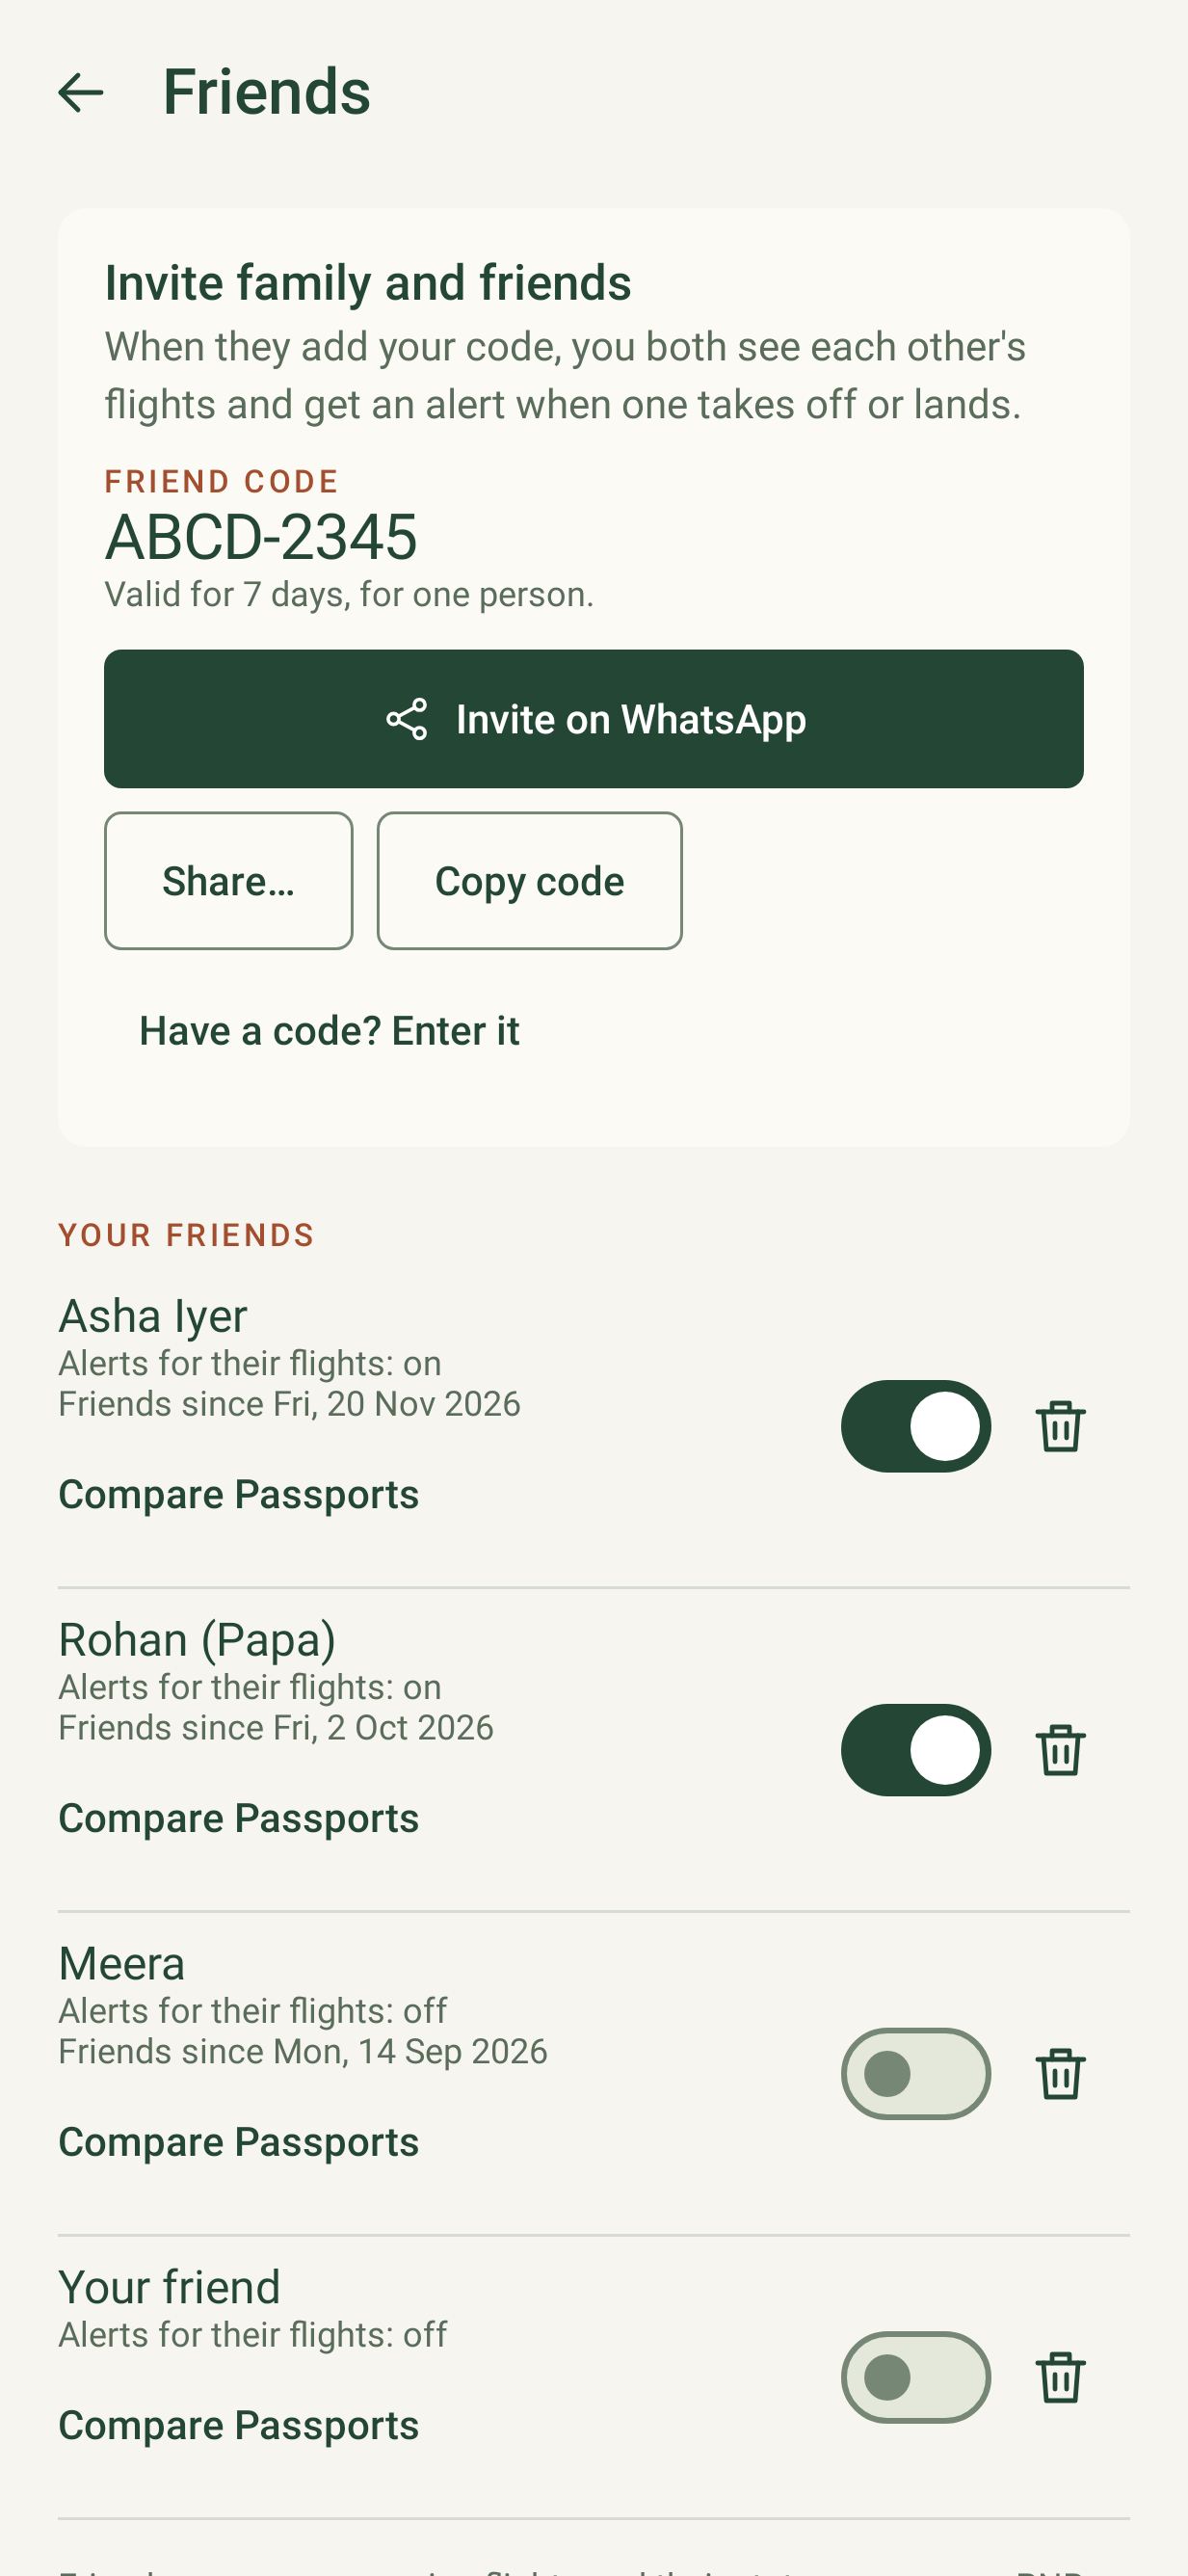 Friends
Invite family and friends
When they add your code, you both see each other's
flights and get an alert when one takes off or lands.
FRIEND CODE
ABCD-2345
Valid for 7 days, for one person.
Invite on WhatsApp
Share…
Copy code
Have a code? Enter it
YOUR FRIENDS
Asha Iyer
Alerts for their flights: on
Friends since Fri, 20 Nov 2026
Compare Passports
Rohan (Papa)
Alerts for their flights: on
Friends since Fri, 2 Oct 2026
Compare Passports
Meera
Alerts for their flights: off
Friends since Mon, 14 Sep 2026
Compare Passports
Your friend
Alerts for their flights: off
Compare Passports